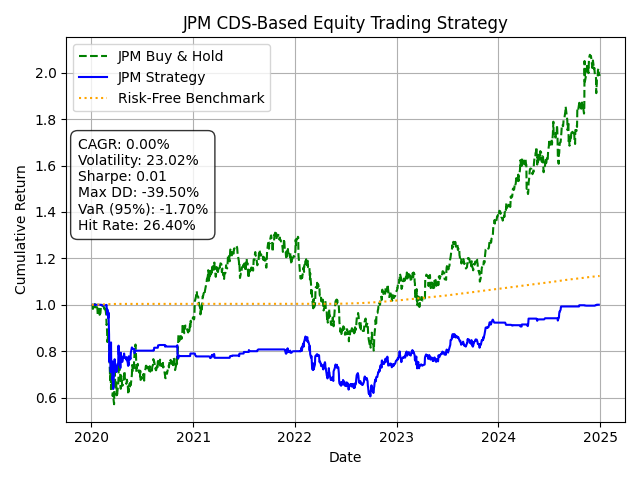 JPM CDS-Based Equity Trading Strategy
JPM Buy & Hold
JPM Strategy
Risk-Free Benchmark
CAGR: 0.00%
Volatility: 23.02%
Sharpe: 0.01
Max DD: -39.50%
VaR (95%): -1.70%
Hit Rate: 26.40%
Cumulative Return
2.0
1.8
1.6
1.4
1.2
1.0
0.8
0.6
2020
2021
2022
2023
2024
2025
Date